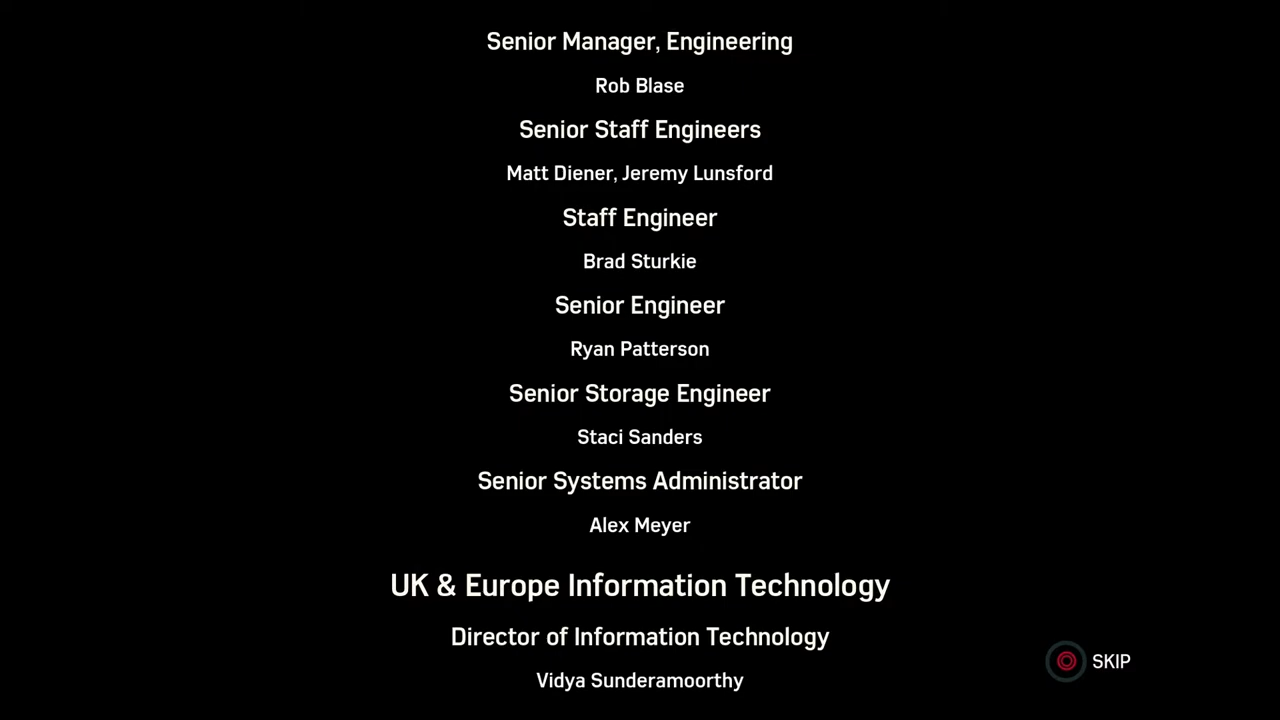 Senior Manager, Engineering
Rob Blase
Senior Staff Engineers
Matt Diener, Jeremy Lunsford
Staff Engineer
Brad Sturkie
Senior Engineer
Ryan Patterson
Senior Storage Engineer
Staci Sanders
Senior Systems Administrator
Alex Meyer
UK & Europe Information Technology
Director of Information Technology
SKIP
Vidya Sunderamoorthy